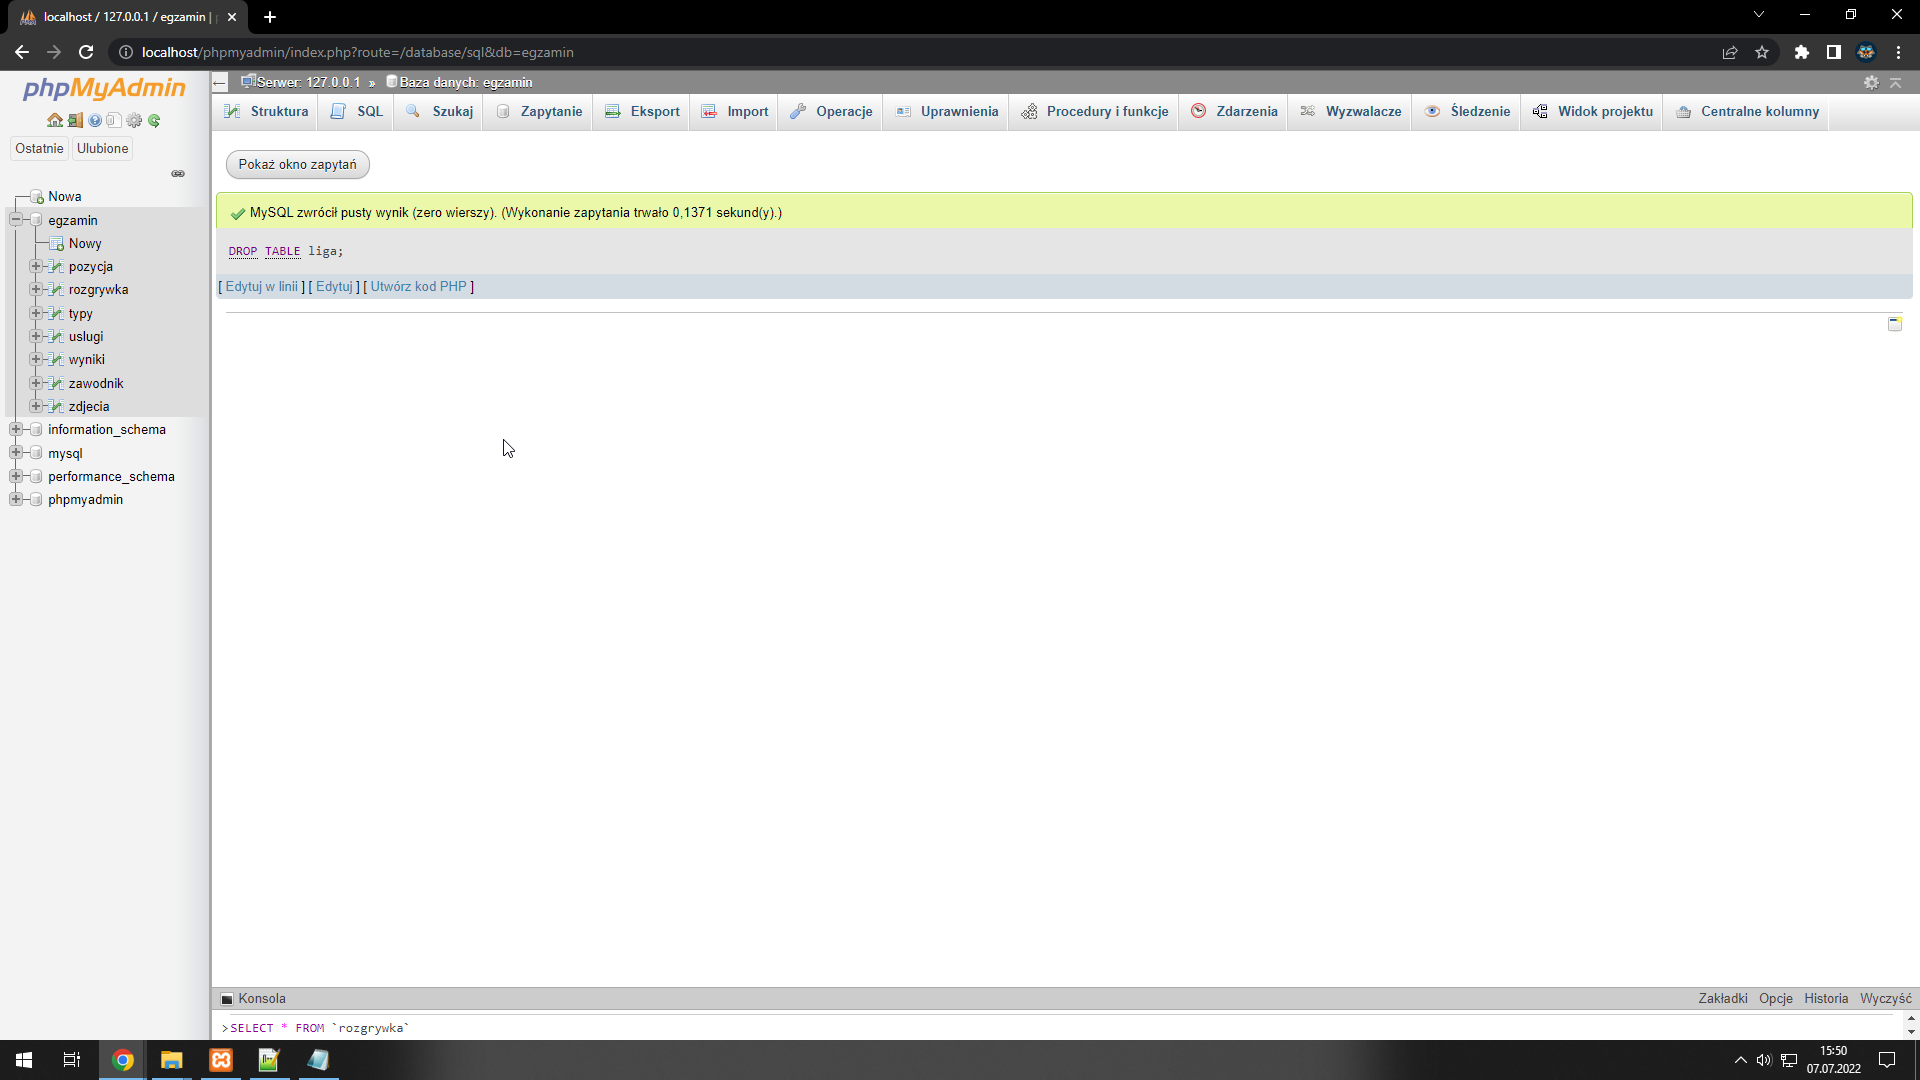 localhost / 127.0.0.1 / egzamin |
localhost/phpmyadmin/index.php?route=/database/sql&db=egzamin
phpMyAdmin
Ostatnie Ulubione
Nowa
egzamin
Nowy
pozycja
rozgrywka
typy
uslugi
wyniki
zawodnik
zdjecia
information_schema
mysql
performance_schema
phpmyadmin
Serwer: 127.0.0.1 » Baza danych: egzamin
Struktura SQL Szukaj Zapytanie Eksport Import Operacje Uprawnienia Procedury i funkcje Zdarzenia Wyzwalacze Śledzenie Widok projektu Centralne kolumny
Pokaż okno zapytań
MySQL zwrócił pusty wynik (zero wierszy). (Wykonanie zapytania trwało 0,1371 sekund(y).)
DROP TABLE liga;
[ Edytuj w linii ] [ Edytuj ] [ Utwórz kod PHP ]
Konsola Zakładki Opcje Historia Wyczyść
>SELECT * FROM `rozgrywka`
15:50
07.07.2022